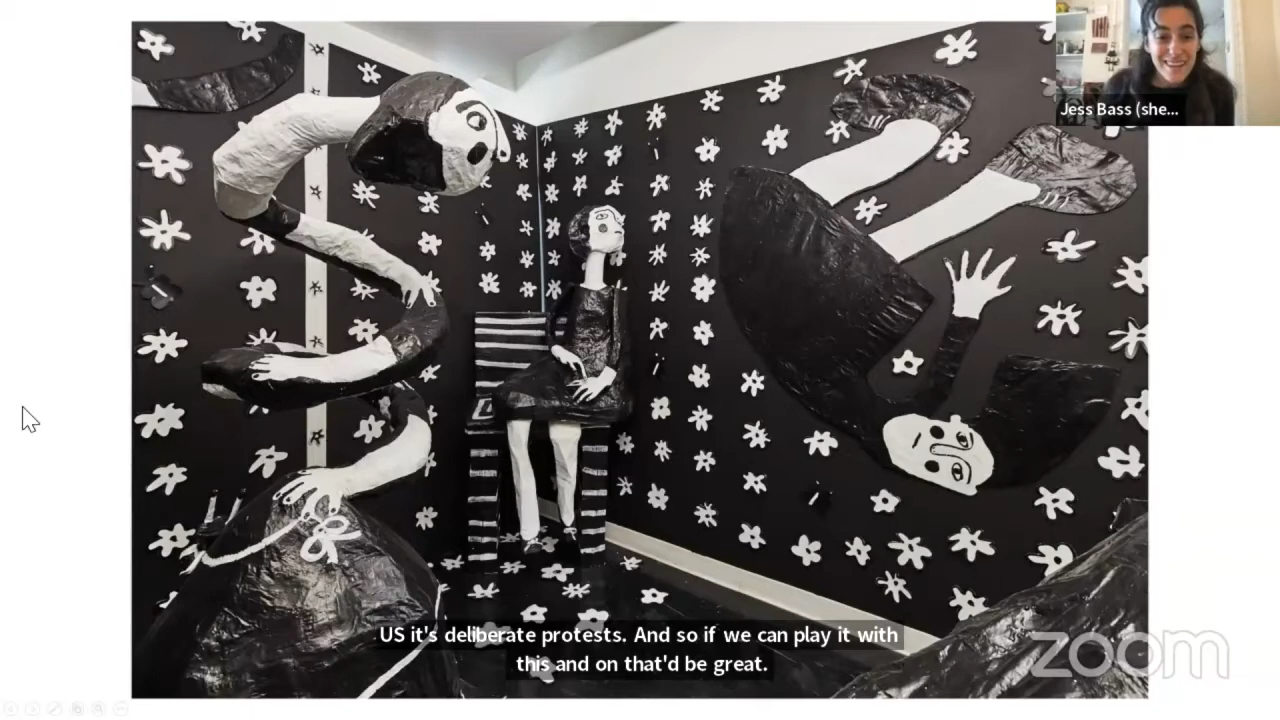 Jess Bass (she...
US it's deliberate protests. And so if we can play it with
this and on that'd be great.
zoom